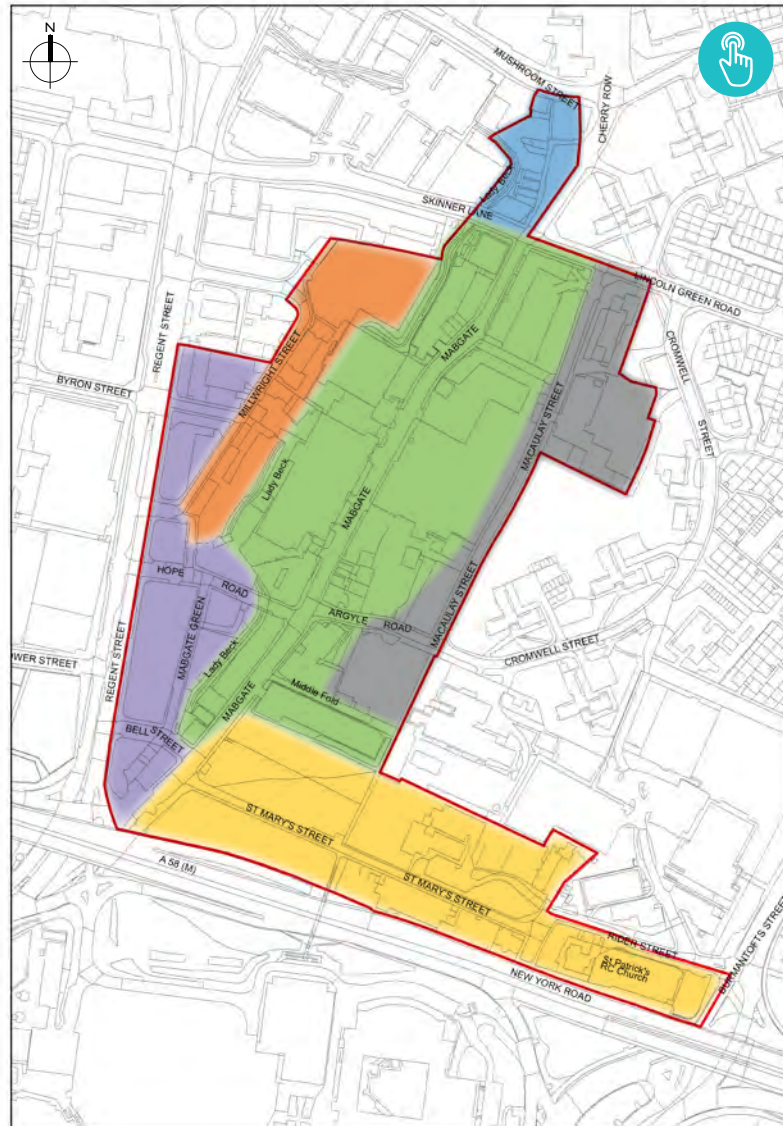 N
MUSHROOM STREET
CHERRY ROW
Lady Beck
SKINNER LANE
LINCOLN GREEN ROAD
REGENT STREET
MABGATE
CROMWELL
STREET
BYRON STREET
MILLWRIGHT STREET
MACAULAY STREET
Lady Beck
MABGATE
HOPE
ROAD
ARGYLE
ROAD
MACAULAY STREET
MABGATE GREEN
CROMWELL STREET
WER STREET
REGENT STREET
Lady Beck
MABGATE
Middle Fold
BELL
STREET
ST MARY'S STREET
A 58 (M)
ST MARY'S STREET
RIDER STREET
St Patrick's
RC Church
BURMANTOFTS STREET
NEW YORK ROAD